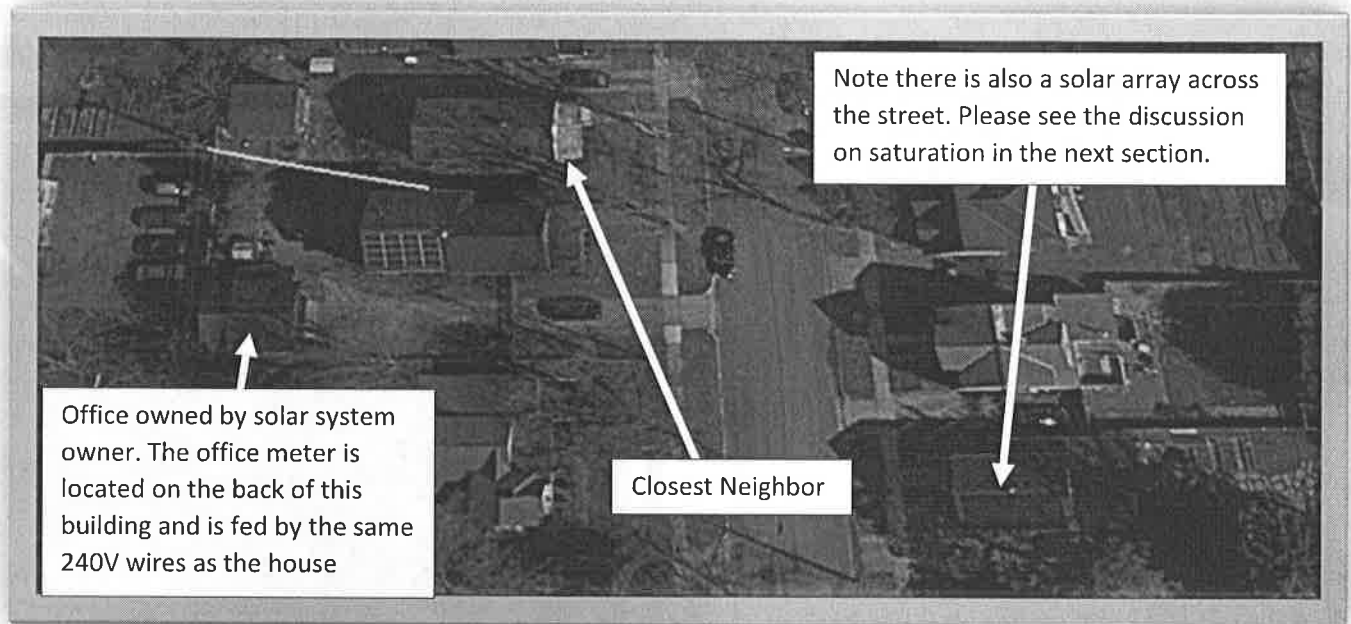 Note there is also a solar array across
the street. Please see the discussion
on saturation in the next section.
Office owned by solar system
owner. The office meter is
located on the back of this
building and is fed by the same
240V wires as the house
Closest Neighbor